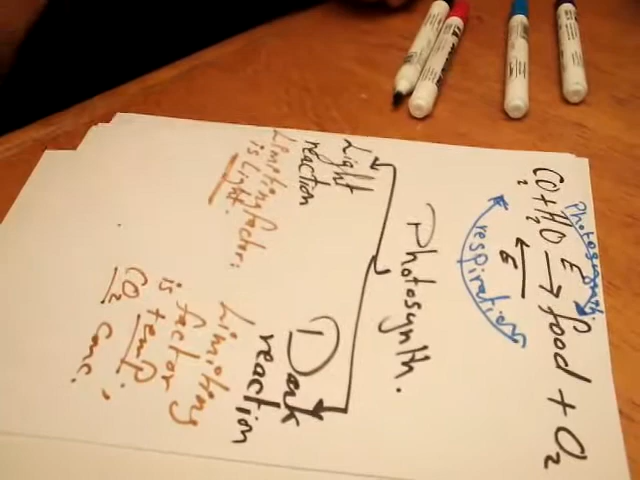 Photosynth.
CO2 + H2O E → food + O2
← E
respiration
Photosynth.
Light
reaction
Limiting factor:
is light.
Dark
reaction
Limiting
factor
is temp,
CO2 conc.